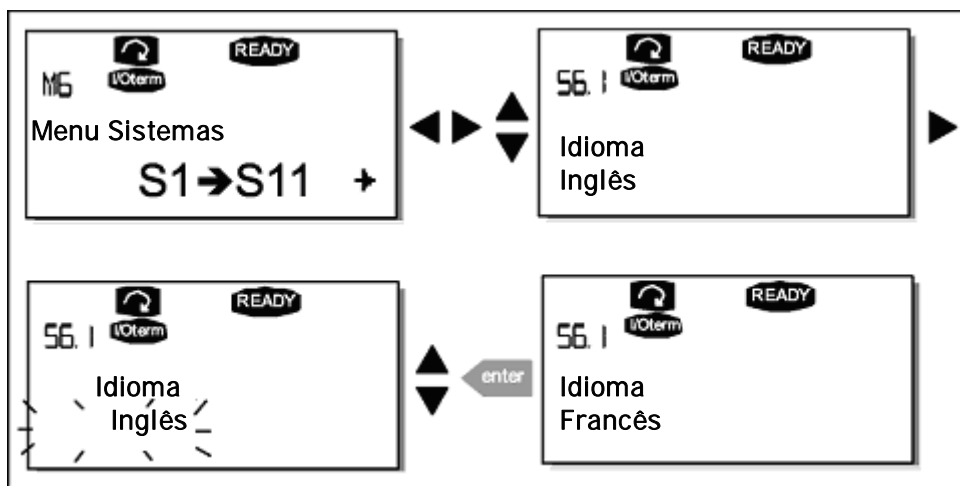 READY
M6 I/Oterm
Menu Sistemas
S1➔S11
READY
S6.1 I/Oterm
Idioma
Inglês
READY
S6.1 I/Oterm
Idioma
Inglês
enter
READY
S6.1 I/Oterm
Idioma
Francês